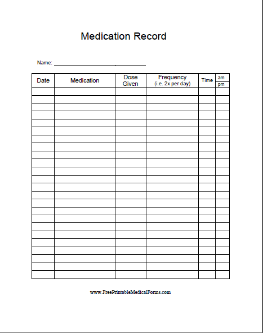 Medication Record
Name:
Date Medication Dose Given Frequency (i.e. 2x per day) Time am pm
www.FreePrintableMedicalForms.com